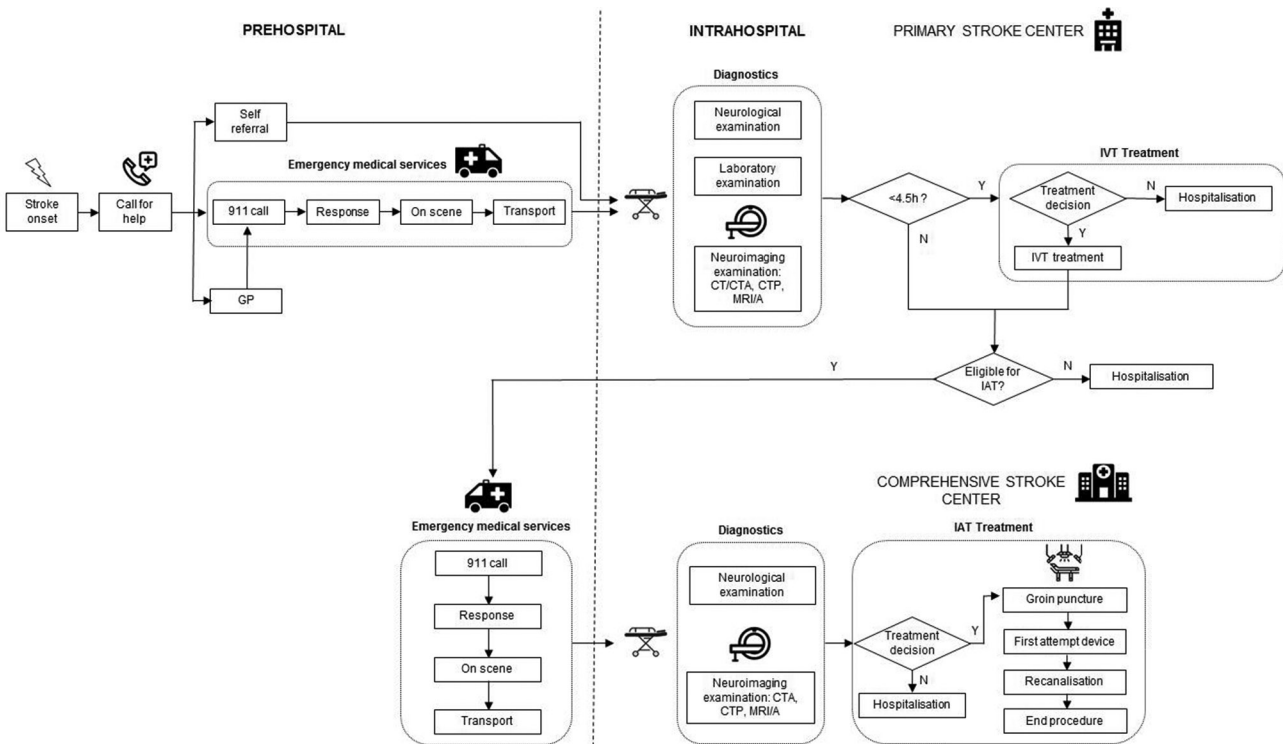 PREHOSPITAL
INTRAHOSPITAL
PRIMARY STROKE CENTER
Diagnostics
Self
referral
Neurological
examination
Emergency medical services
Laboratory
examination
IVT Treatment
Stroke
onset
Call for
help
911 call
Response
On scene
Transport
<4.5h ?
Y
Treatment
decision
N
Hospitalisation
N
Y
IVT treatment
Neuroimaging
examination:
CT/CTA, CTP,
MRI/A
GP
Y
Eligible for
IAT?
N
Hospitalisation
COMPREHENSIVE STROKE
CENTER
Emergency medical services
Diagnostics
IAT Treatment
911 call
Response
On scene
Transport
Neurological
examination
Neuroimaging
examination: CTA,
CTP, MRI/A
Treatment
decision
Y
N
Hospitalisation
Groin puncture
First attempt device
Recanalisation
End procedure